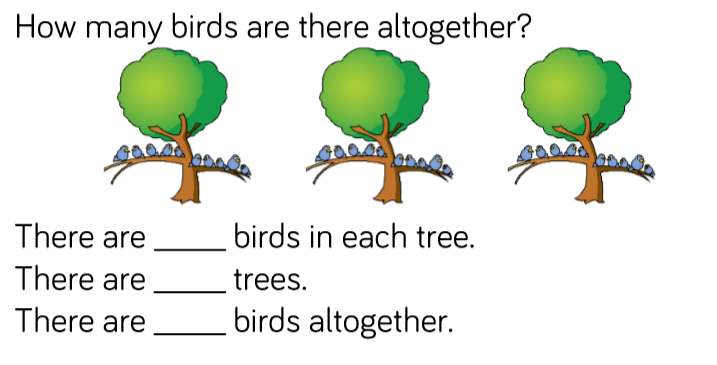 How many birds are there altogether?
There are _____ birds in each tree.
There are _____ trees.
There are _____ birds altogether.